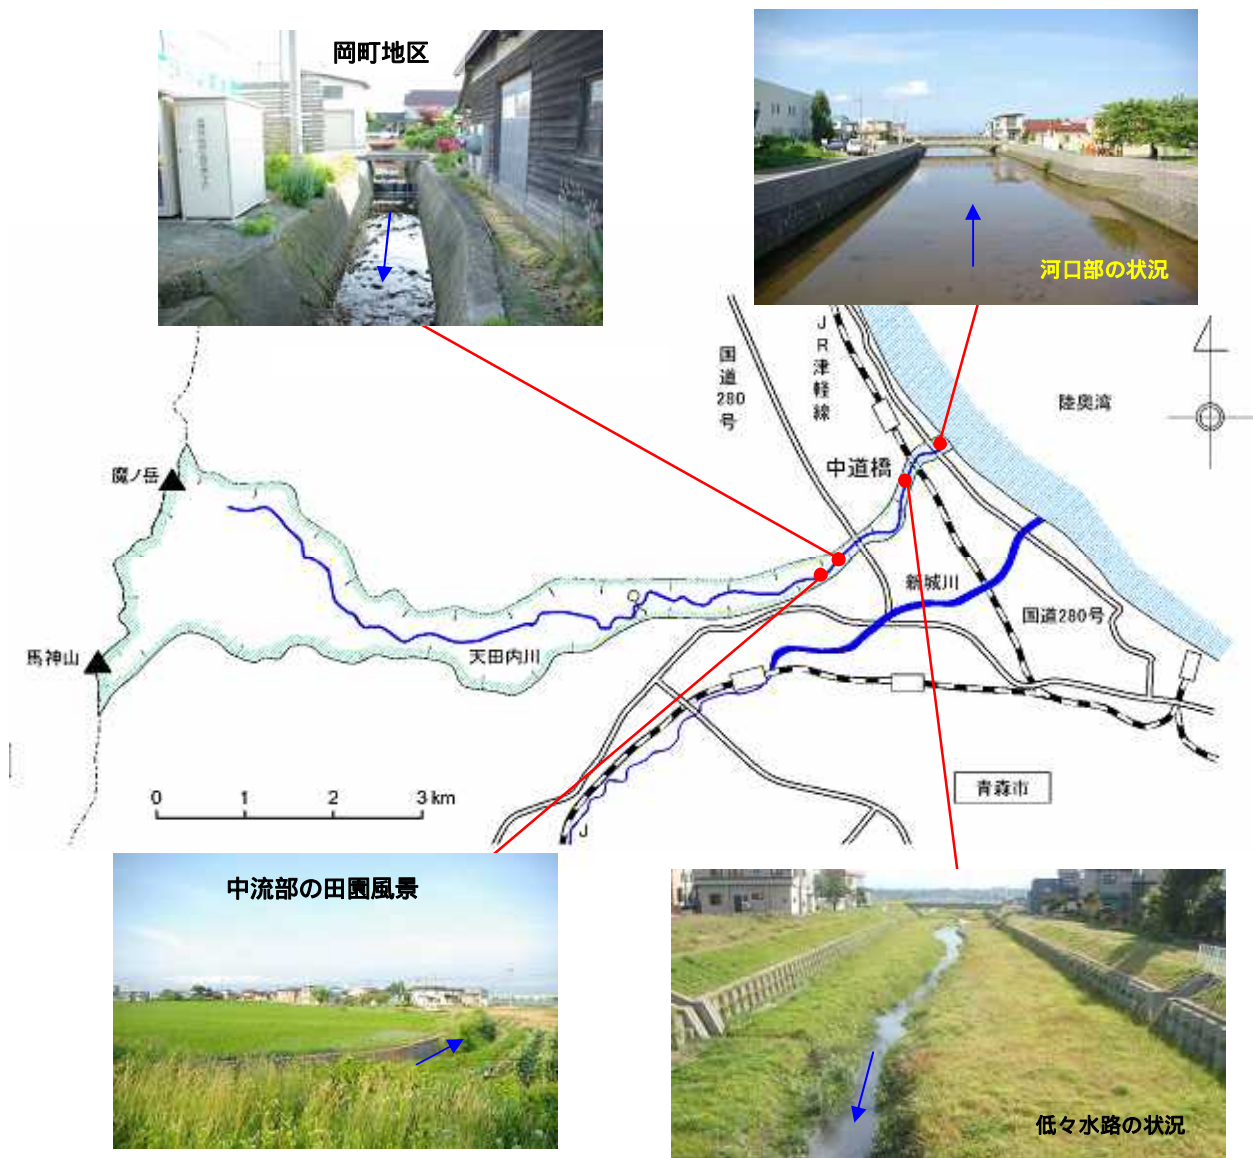 岡町地区
河口部の状況
国道280号
JR津軽線
陸奥湾
魔ノ岳
中道橋
新城川
国道280号
馬神山
天田内川
青森市
0 1 2 3 km
J
中流部の田園風景
低々水路の状況